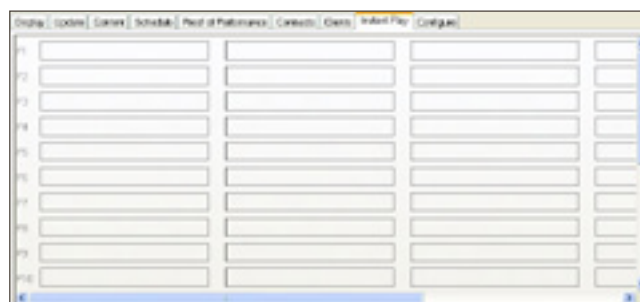 Display Update Content Schedule Proof of Performance Contacts Clients Instant Play Configure
F1
F2
F3
F4
F5
F6
F7
F8
F9
F10